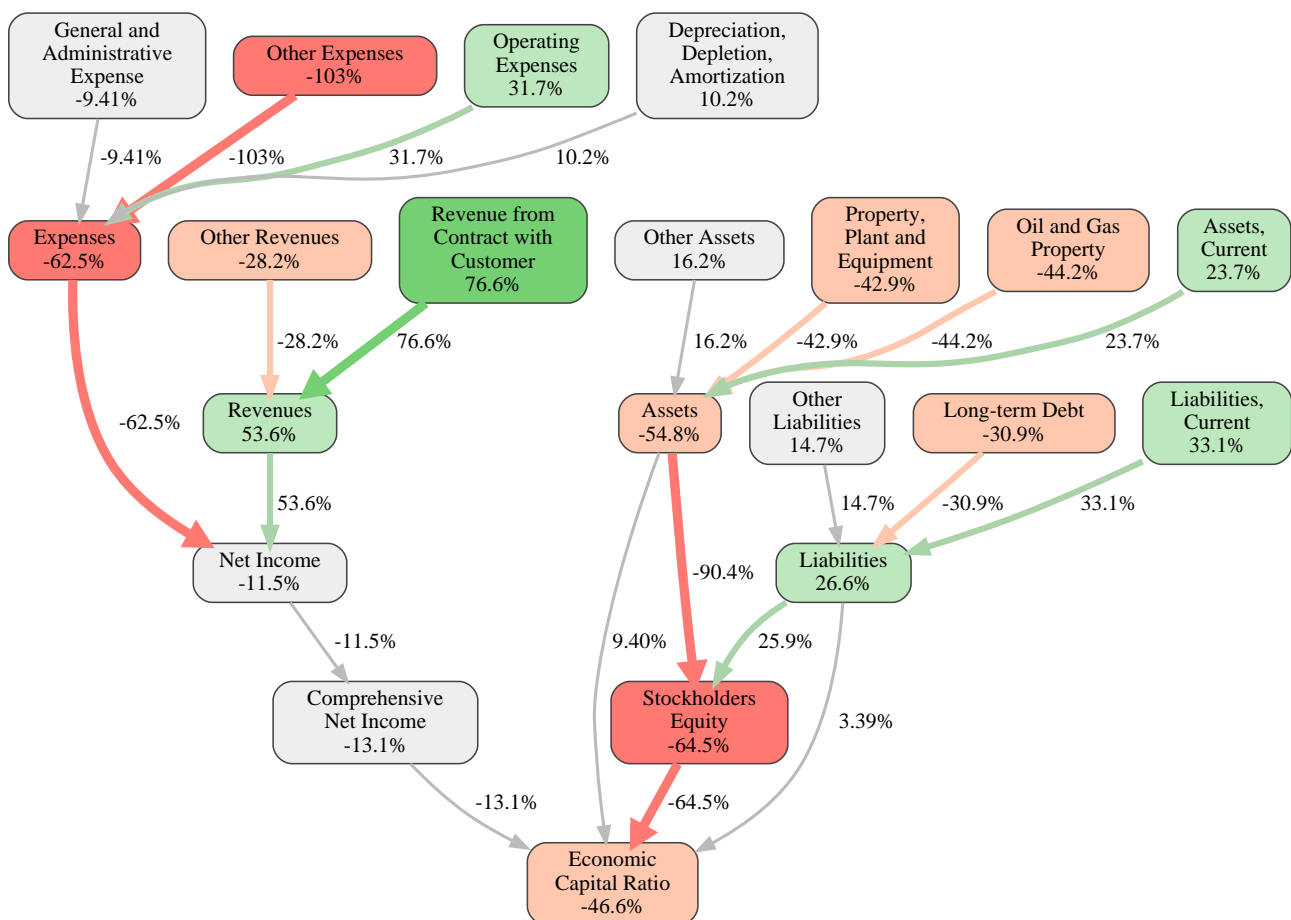 General and
Administrative
Expense
-9.41%
Other Expenses
-103%
Operating
Expenses
31.7%
Depreciation,
Depletion,
Amortization
10.2%
-9.41%
-103%
31.7%
10.2%
Expenses
-62.5%
Other Revenues
-28.2%
Revenue from
Contract with
Customer
76.6%
Other Assets
16.2%
Property,
Plant and
Equipment
-42.9%
Oil and Gas
Property
-44.2%
Assets,
Current
23.7%
-28.2%
76.6%
16.2%
-42.9%
-44.2%
23.7%
-62.5%
Revenues
53.6%
Assets
-54.8%
Other
Liabilities
14.7%
Long-term Debt
-30.9%
Liabilities,
Current
33.1%
53.6%
14.7%
-30.9%
33.1%
Net Income
-11.5%
-90.4%
Liabilities
26.6%
-11.5%
9.40%
25.9%
Comprehensive
Net Income
-13.1%
Stockholders
Equity
-64.5%
3.39%
-13.1%
-64.5%
Economic
Capital Ratio
-46.6%